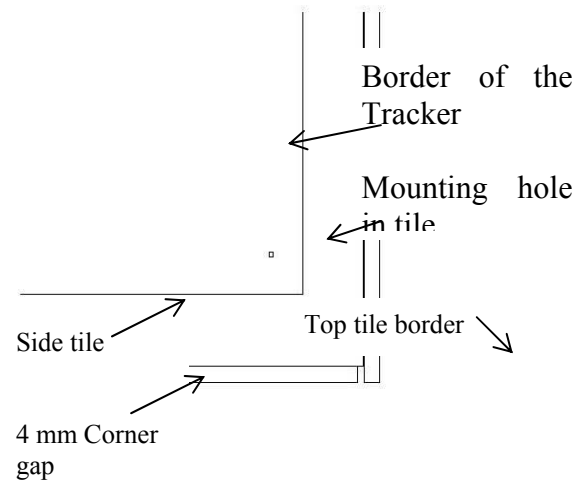 Border of the
Tracker
Mounting hole
in tile
Side tile
Top tile border
4 mm Corner
gap